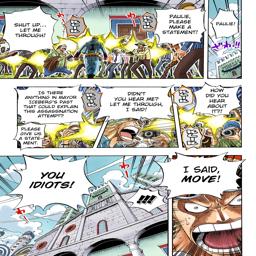 PAULIE!
PAULIE,
PLEASE
MAKE A
STATEMENT!
SHUT UP...
LET ME
THROUGH!
HOW
DID YOU
HEAR
ABOUT
IT?!
DIDN'T
YOU HEAR ME?
LET ME
THROUGH,
I SAID!
IS THERE
ANYTHING IN MAYOR
ICEBERG'S PAST
THAT COULD EXPLAIN
THIS ASSASSINATION
ATTEMPT?
PLEASE
GIVE US
A STATE-
MENT.
I SAID,
MOVE!
!!!
YOU
IDIOTS!